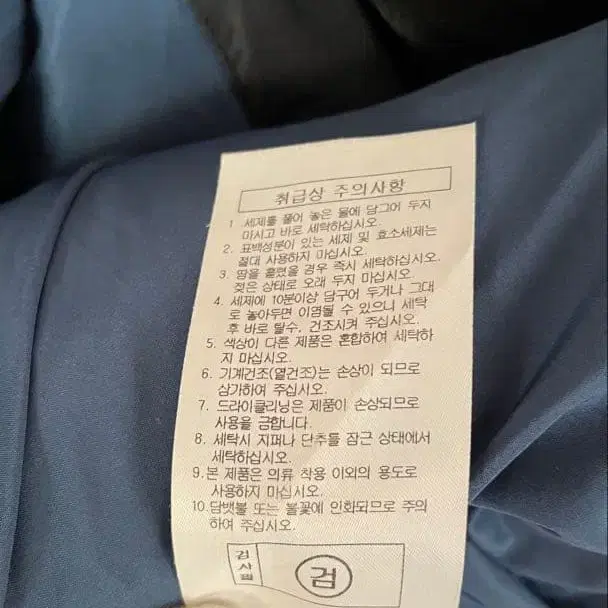 취급상 주의사항
1. 세제를 풀어 놓은 물에 담그어 두지
마시고 바로 세탁하십시오.
2. 표백성분이 있는 세제 및 효소세제는
절대 사용하지 마십시오.
3. 땀을 흘렸을 경우 즉시 세탁하십시오.
젖은 상태로 오래 두지 마십시오.
4. 세제에 10분이상 담구어 두거나 그대
로 놓아두면 이염될 수 있으니 세탁
후 바로 탈수, 건조시켜 주십시오.
5. 색상이 다른 제품은 혼합하여 세탁하
지 마십시오.
6. 기계건조(열건조)는 손상이 되므로
삼가하여 주십시오.
7. 드라이클리닝은 제품이 손상되므로
사용을 금합니다.
8. 세탁시 지퍼나 단추를 잠근 상태에서
세탁하십시오.
9.본 제품은 의류 착용 이외의 용도로
사용하지 마십시오.
10.담뱃불 또는 불꽃에 인화되므로 주의
하여 주십시오.
검사필
검